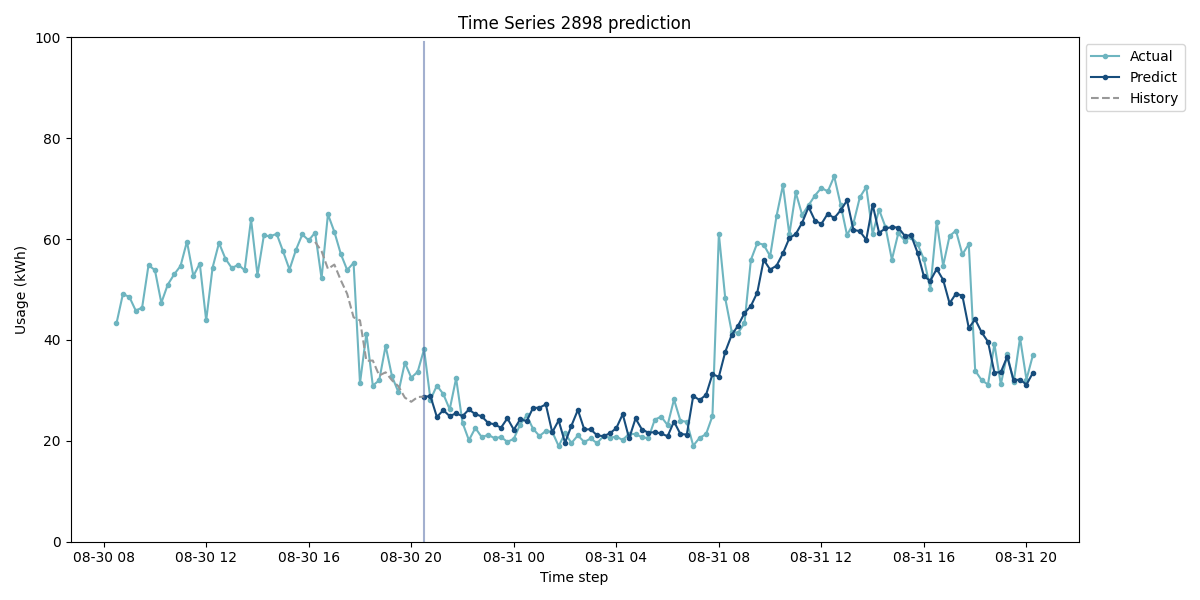 Time Series 2898 prediction
100
80
60
40
20
0
Usage (kWh)
08-30 08
08-30 12
08-30 16
08-30 20
08-31 00
08-31 04
08-31 08
08-31 12
08-31 16
08-31 20
Time step
Actual
Predict
History